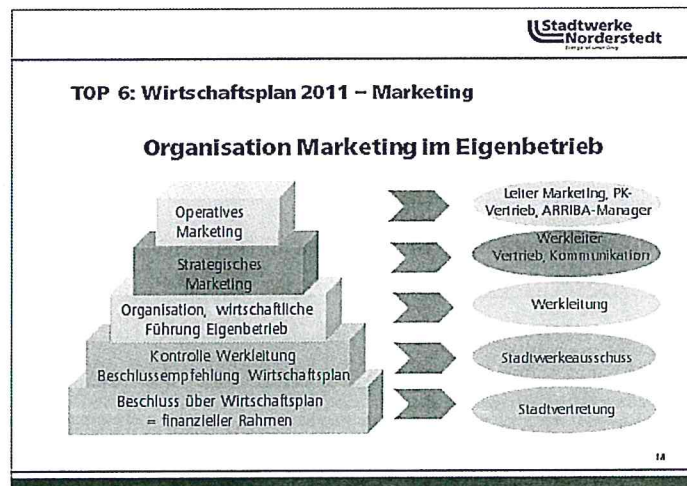 Stadtwerke
Norderstedt
TOP 6: Wirtschaftsplan 2011 – Marketing
Organisation Marketing im Eigenbetrieb
Operatives
Marketing
Leiter Marketing, PK-
Vertrieb, ARRIBA-Manager
Strategisches
Marketing
Werkleiter
Vertrieb, Kommunikation
Organisation, wirtschaftliche
Führung Eigenbetrieb
Werkleitung
Kontrolle Werkleitung
Beschlussempfehlung Wirtschaftsplan
Stadtwerkeausschuss
Beschluss über Wirtschaftsplan
= finanzieller Rahmen
Stadtvertretung